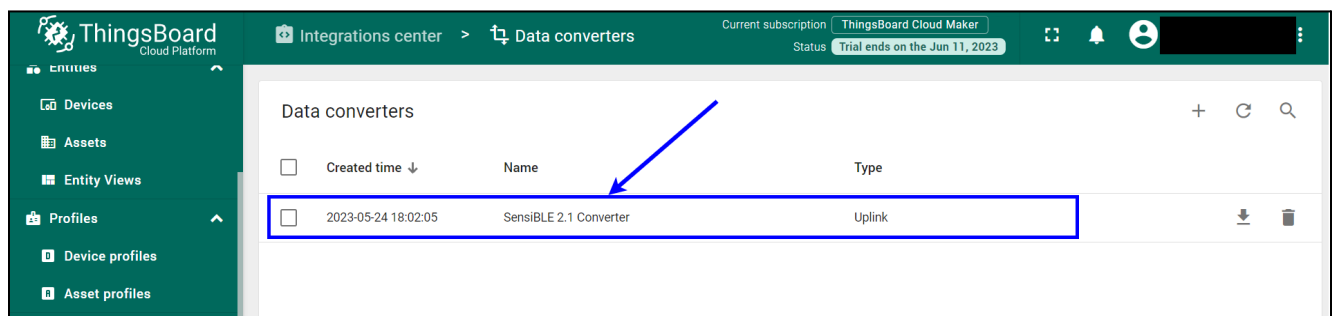 ThingsBoard
Cloud Platform
Integrations center > Data converters
Current subscription ThingsBoard Cloud Maker
Status Trial ends on the Jun 11, 2023
Entities
Devices
Assets
Entity Views
Profiles
Device profiles
Asset profiles
Data converters
Created time Name Type
2023-05-24 18:02:05 SensiBLE 2.1 Converter Uplink